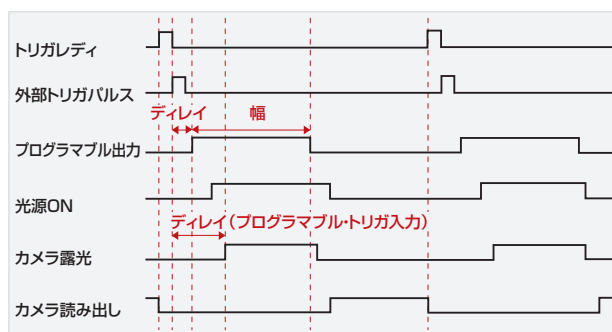 トリガレディ
外部トリガパルス
ディレイ
幅
プログラマブル出力
光源ON
ディレイ（プログラマブル・トリガ入力）
カメラ露光
カメラ読み出し